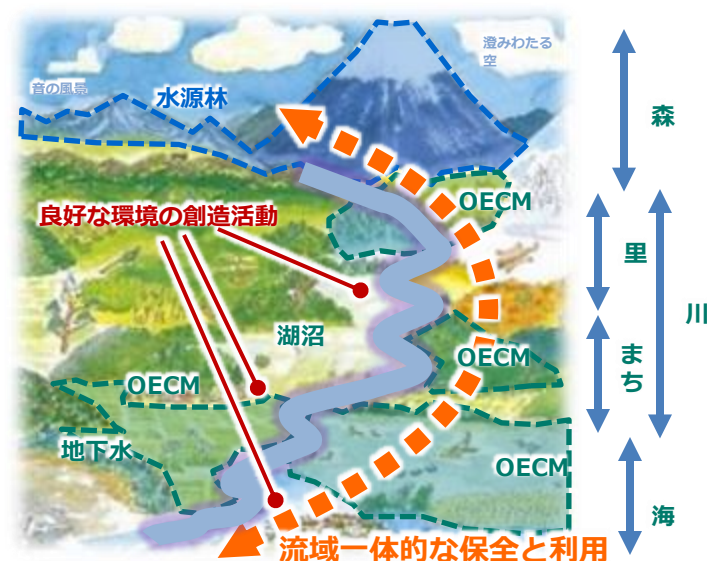 澄みわたる
空
音の風景
水源林
森
OECM
良好な環境の創造活動
里
川
湖沼
OECM
まち
OECM
地下水
OECM
海
流域一体的な保全と利用